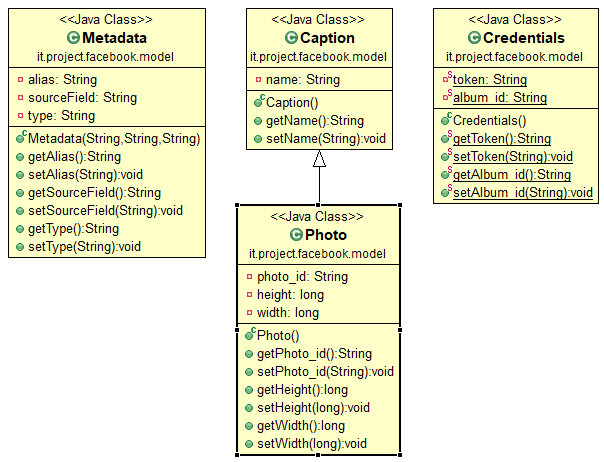 <<Java Class>>
Metadata
it.project.facebook.model
alias: String
sourceField: String
type: String
Metadata(String,String,String)
getAlias():String
setAlias(String):void
getSourceField():String
setSourceField(String):void
getType():String
setType(String):void
<<Java Class>>
Caption
it.project.facebook.model
name: String
Caption()
getName():String
setName(String):void
<<Java Class>>
Credentials
it.project.facebook.model
token: String
album_id: String
Credentials()
getToken():String
setToken(String):void
getAlbum_id():String
setAlbum_id(String):void
<<Java Class>>
Photo
it.project.facebook.model
photo_id: String
height: long
width: long
Photo()
getPhoto_id():String
setPhoto_id(String):void
getHeight():long
setHeight(long):void
getWidth():long
setWidth(long):void